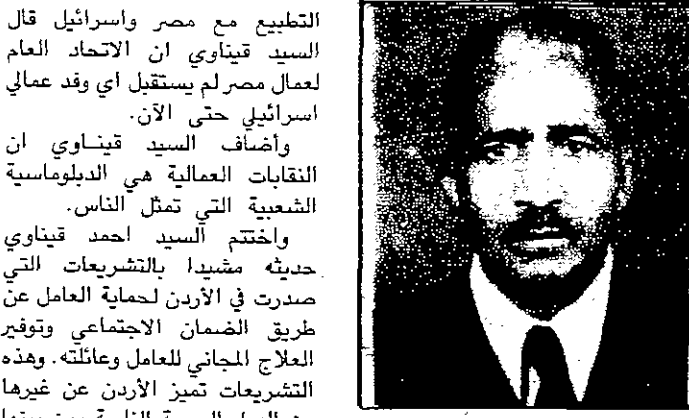 التطبيع مع مصر واسرائيل قال
السيد قيناوي ان الاتحاد العام
لعمال مصر لم يستقبل اي وفد عمالي
اسرائيلي حتى الآن.
وأضاف السيد قينـاوي ان
النقابات العمالية هي الدبلوماسية
الشعبية التي تمثل الناس.
واختتم السيد احمد قيناوي
حديثه مشيدا بالتشريعات التي
صدرت في الأردن لحماية العامل عن
طريق الضمان الاجتماعي وتوفير
العلاج المجاني للعامل وعائلته. وهذه
التشريعات تميز الأردن عن غيرها